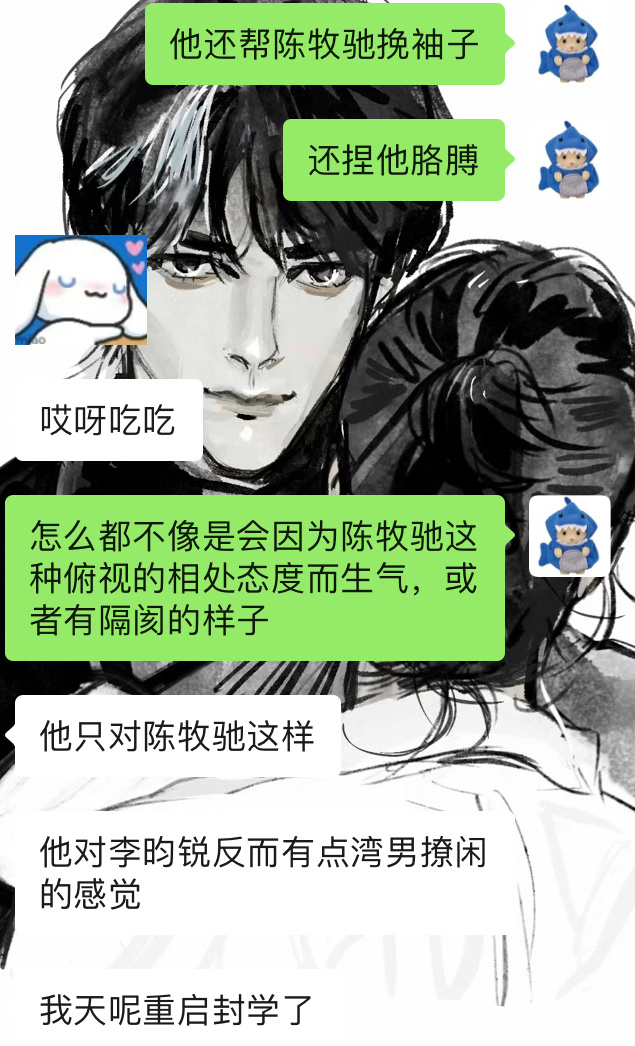 他还帮陈牧驰挽袖子
还捏他胳膊
哎呀吃吃
怎么都不像是会因为陈牧驰这
种俯视的相处态度而生气，或
者有隔阂的样子
他只对陈牧驰这样
他对李昀锐反而有点湾男撩闲
的感觉
我天呢重启封学了